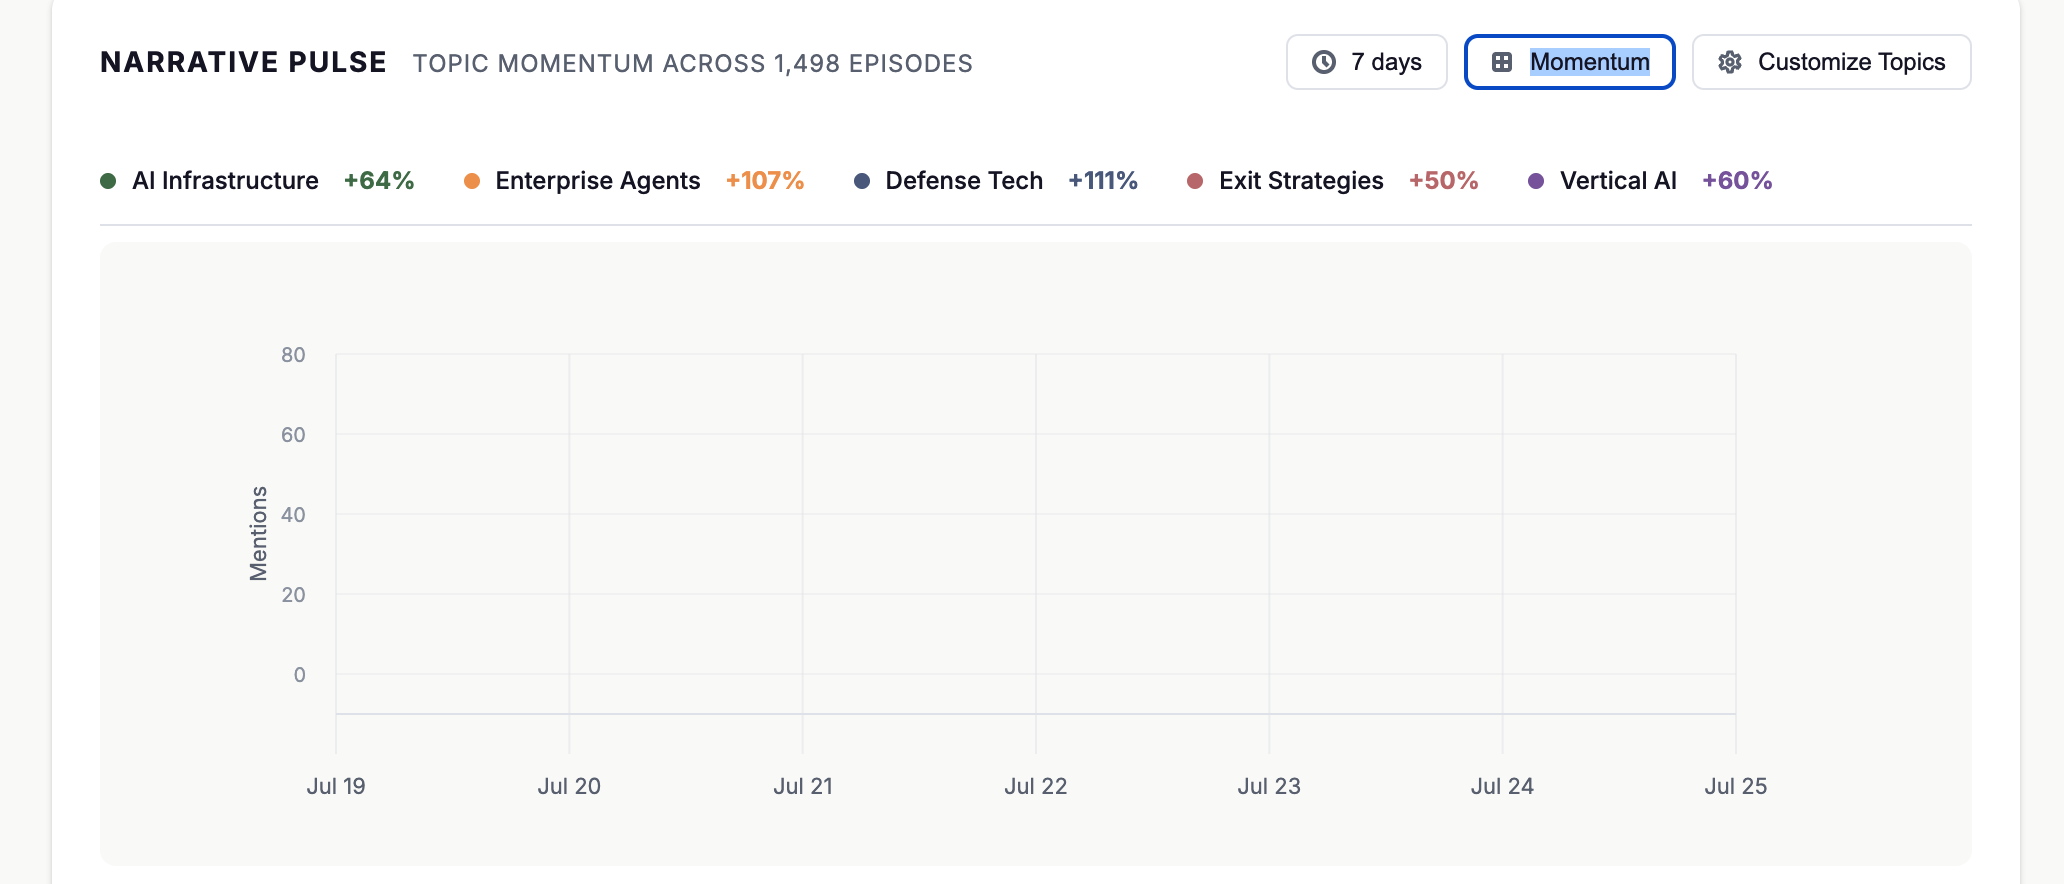 NARRATIVE PULSE TOPIC MOMENTUM ACROSS 1,498 EPISODES
7 days
Momentum
Customize Topics
AI Infrastructure +64%
Enterprise Agents +107%
Defense Tech +111%
Exit Strategies +50%
Vertical AI +60%
Mentions
80
60
40
20
0
Jul 19
Jul 20
Jul 21
Jul 22
Jul 23
Jul 24
Jul 25